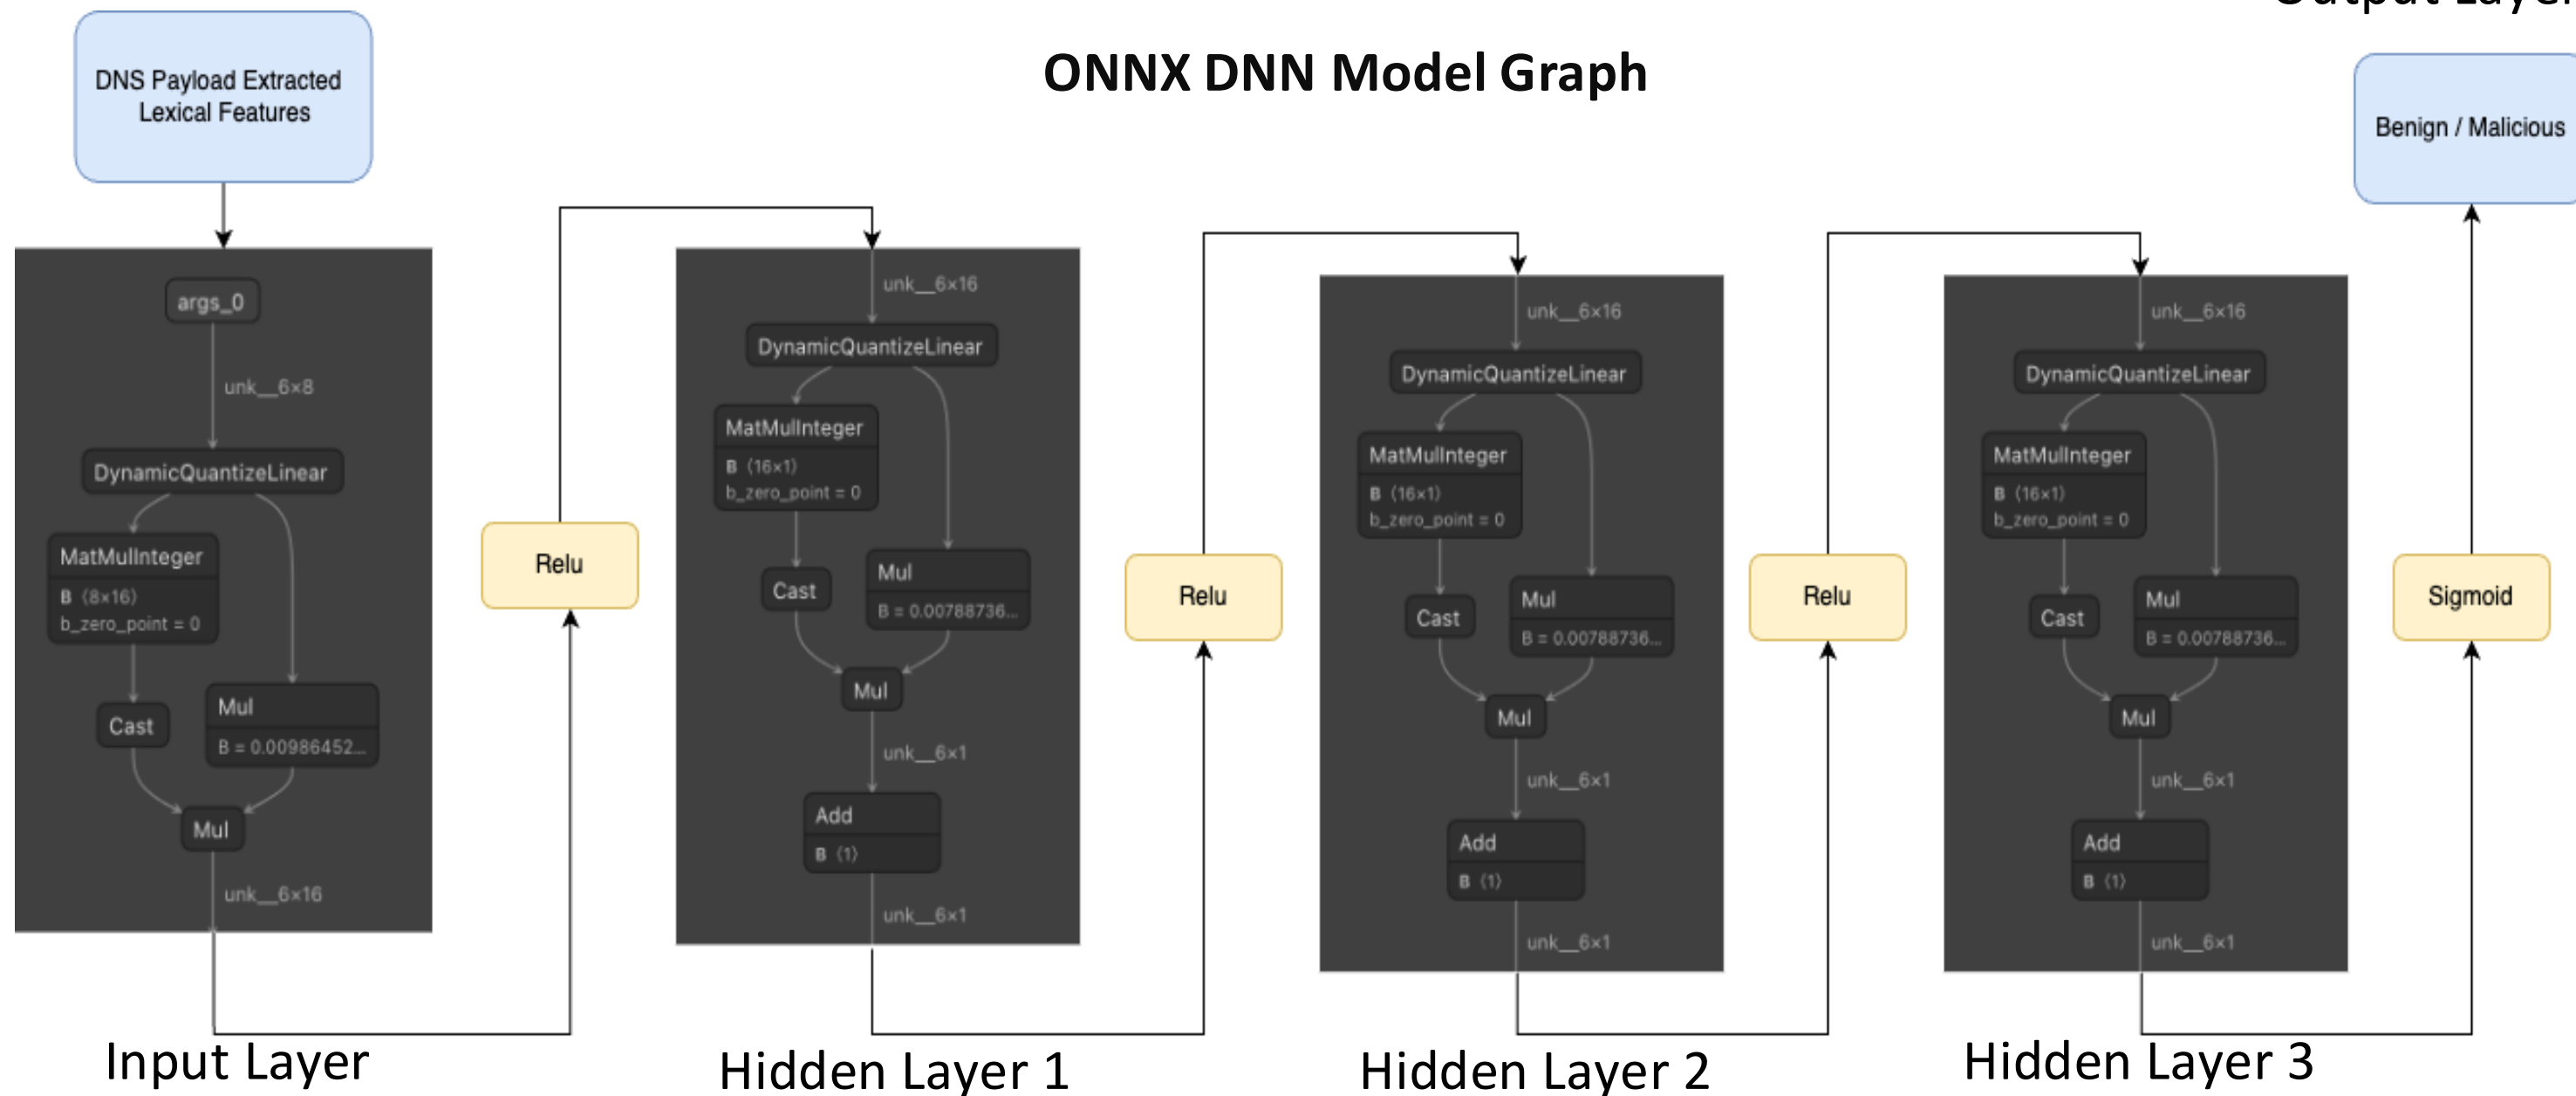 Output Layer
ONNX DNN Model Graph
DNS Payload Extracted
Lexical Features
args_0
unk__6×8
DynamicQuantizeLinear
MatMulInteger
B ⟨8×16⟩
b_zero_point = 0
Cast
Mul
B = 0.00986452...
Mul
unk__6×16
Input Layer
Relu
unk__6×16
DynamicQuantizeLinear
MatMulInteger
B ⟨16×1⟩
b_zero_point = 0
Cast
Mul
B = 0.00788736...
Mul
unk__6×1
Add
B ⟨1⟩
unk__6×1
Hidden Layer 1
Relu
unk__6×16
DynamicQuantizeLinear
MatMulInteger
B ⟨16×1⟩
b_zero_point = 0
Cast
Mul
B = 0.00788736...
Mul
unk__6×1
Add
B ⟨1⟩
unk__6×1
Hidden Layer 2
Relu
unk__6×16
DynamicQuantizeLinear
MatMulInteger
B ⟨16×1⟩
b_zero_point = 0
Cast
Mul
B = 0.00788736...
Mul
unk__6×1
Add
B ⟨1⟩
unk__6×1
Hidden Layer 3
Sigmoid
Benign / Malicious